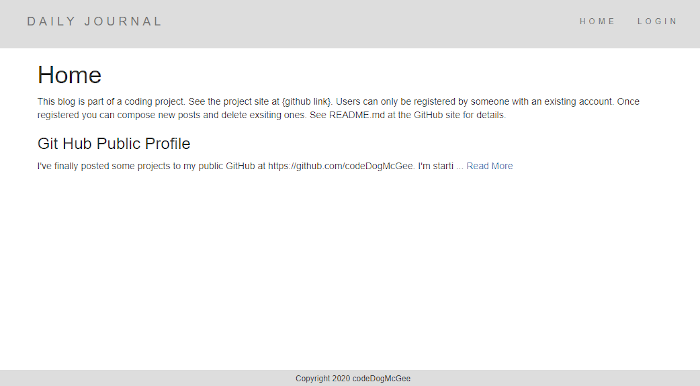 DAILY JOURNAL
HOME LOGIN
Home
This blog is part of a coding project. See the project site at {github link}. Users can only be registered by someone with an existing account. Once
registered you can compose new posts and delete exsiting ones. See README.md at the GitHub site for details.
Git Hub Public Profile
I've finally posted some projects to my public GitHub at https://github.com/codeDogMcGee. I'm starti ... Read More
Copyright 2020 codeDogMcGee